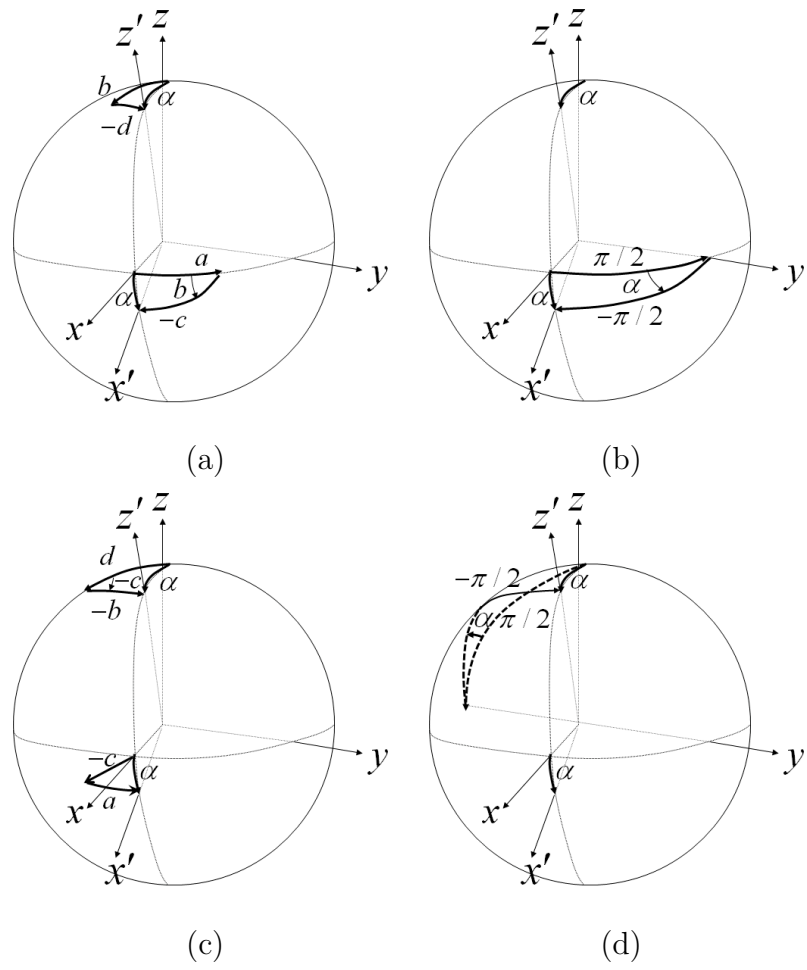 z' z z' z
b α α
-d
a π / 2
α b y α α y
-c -π / 2
x x
x' x'
(a) (b)
z' z z' z
d -c α -π / 2 α
-b α π / 2
-c α y α y
x a x
x' x'
(c) (d)